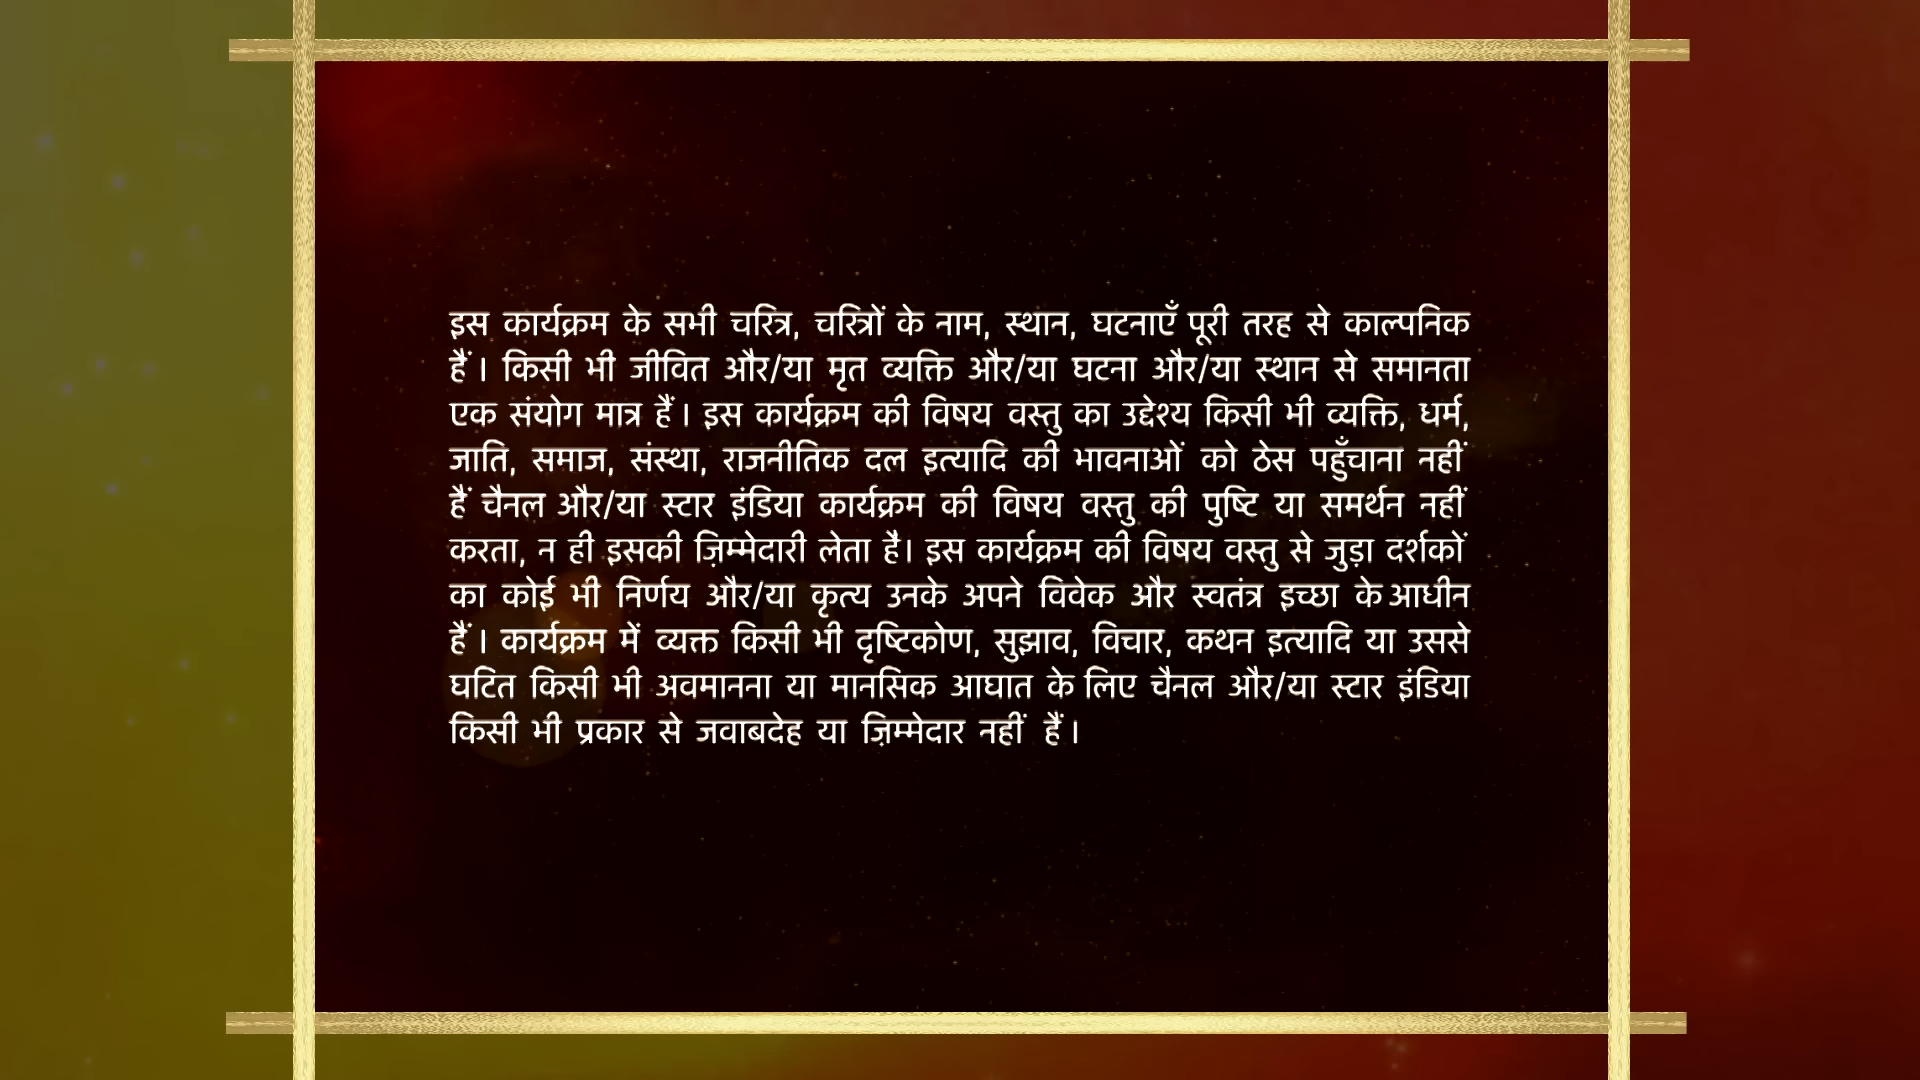 इस कार्यक्रम के सभी चरित्र, चरित्रों के नाम, स्थान, घटनाएँ पूरी तरह से काल्पनिक
हैं । किसी भी जीवित और/या मृत व्यक्ति और/या घटना और/या स्थान से समानता
एक संयोग मात्र हैं । इस कार्यक्रम की विषय वस्तु का उद्देश्य किसी भी व्यक्ति, धर्म,
जाति, समाज, संस्था, राजनीतिक दल इत्यादि की भावनाओं को ठेस पहुँचाना नहीं
हैं चैनल और/या स्टार इंडिया कार्यक्रम की विषय वस्तु की पुष्टि या समर्थन नहीं
करता, न ही इसकी ज़िम्मेदारी लेता है। इस कार्यक्रम की विषय वस्तु से जुड़ा दर्शकों
का कोई भी निर्णय और/या कृत्य उनके अपने विवेक और स्वतंत्र इच्छा के आधीन
हैं । कार्यक्रम में व्यक्त किसी भी दृष्टिकोण, सुझाव, विचार, कथन इत्यादि या उससे
घटित किसी भी अवमानना या मानसिक आघात के लिए चैनल और/या स्टार इंडिया
किसी भी प्रकार से जवाबदेह या ज़िम्मेदार नहीं हैं ।